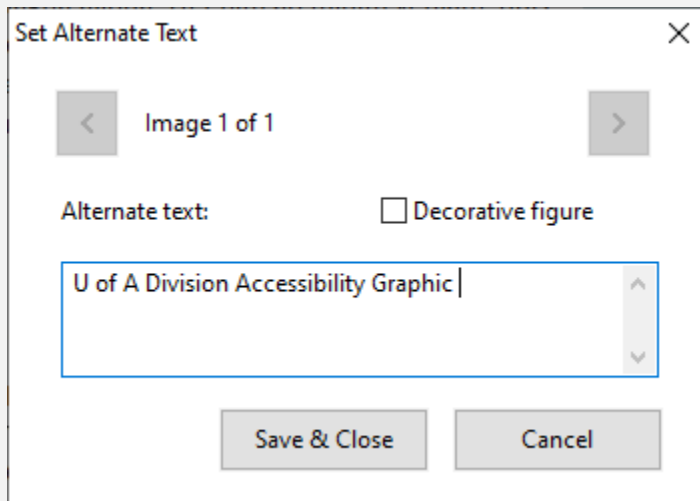 Set Alternate Text
Image 1 of 1
Alternate text: Decorative figure
U of A Division Accessibility Graphic
Save & Close Cancel